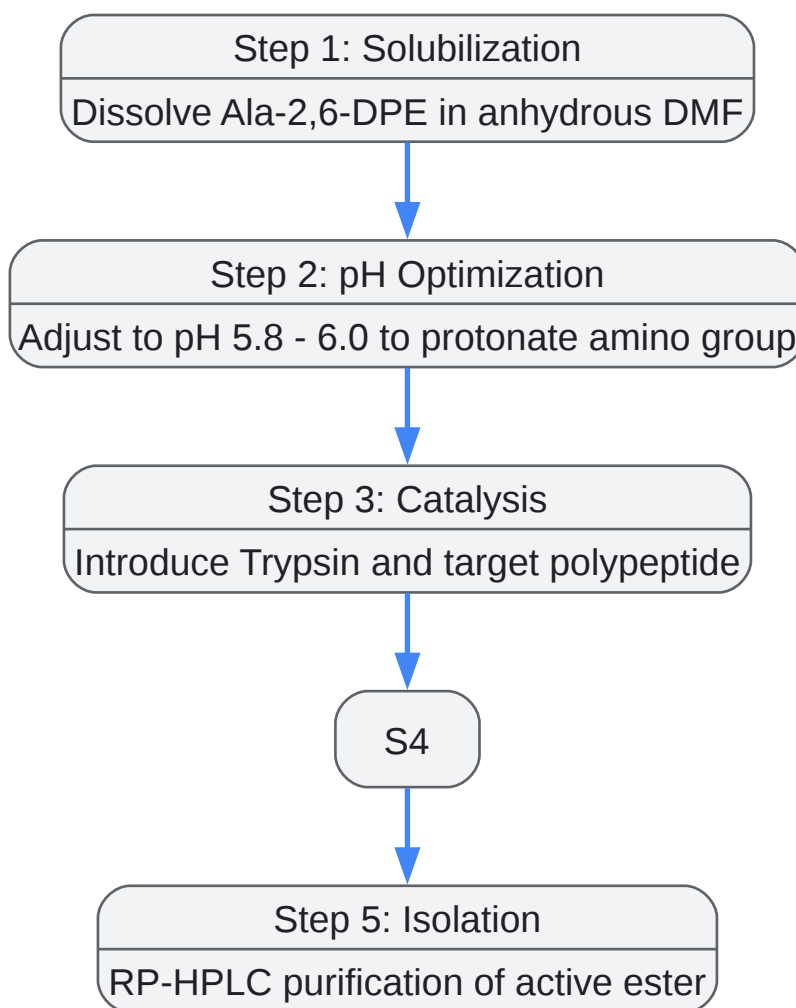 Step 1: Solubilization
Dissolve Ala-2,6-DPE in anhydrous DMF
Step 2: pH Optimization
Adjust to pH 5.8 - 6.0 to protonate amino group
Step 3: Catalysis
Introduce Trypsin and target polypeptide
S4
Step 5: Isolation
RP-HPLC purification of active ester